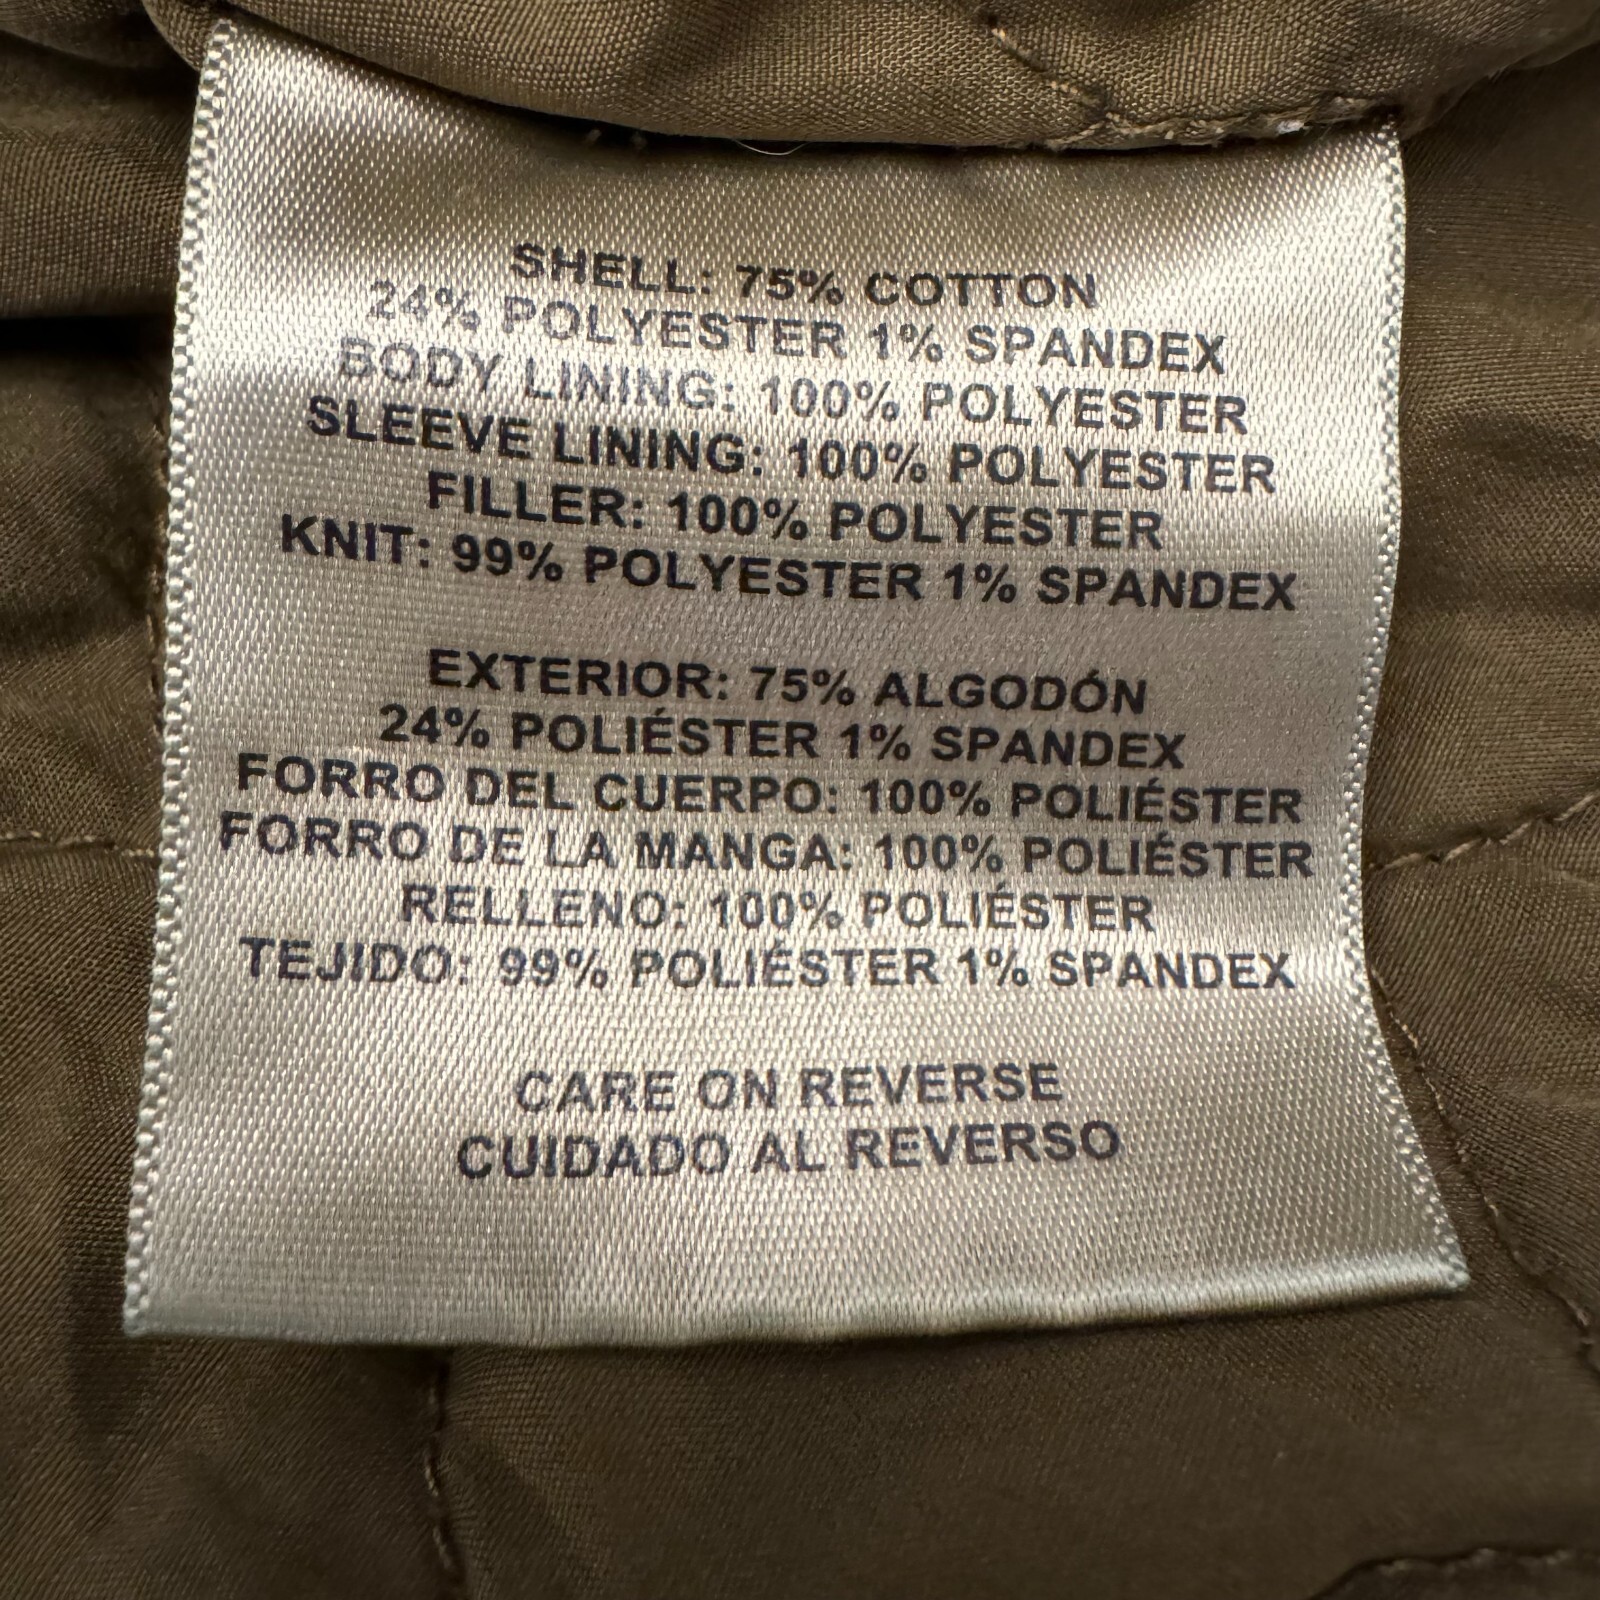 SHELL: 75% COTTON
24% POLYESTER 1% SPANDEX
BODY LINING: 100% POLYESTER
SLEEVE LINING: 100% POLYESTER
FILLER: 100% POLYESTER
KNIT: 99% POLYESTER 1% SPANDEX
EXTERIOR: 75% ALGODÓN
24% POLIÉSTER 1% SPANDEX
FORRO DEL CUERPO: 100% POLIÉSTER
FORRO DE LA MANGA: 100% POLIÉSTER
RELLENO: 100% POLIÉSTER
TEJIDO: 99% POLIÉSTER 1% SPANDEX
CARE ON REVERSE
CUIDADO AL REVERSO